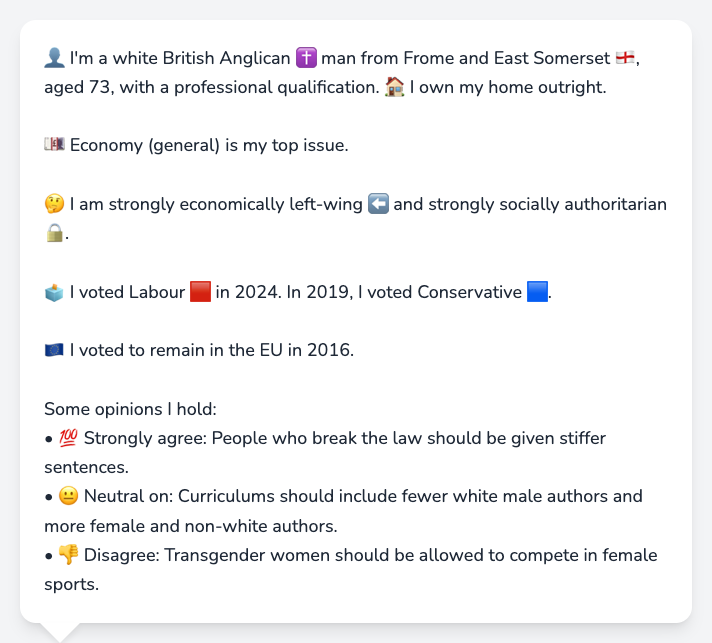 👤 I'm a white British Anglican ✝️ man from Frome and East Somerset 🏴󠁧󠁢󠁥󠁮󠁧󠁿,
aged 73, with a professional qualification. 🏠 I own my home outright.
💷 Economy (general) is my top issue.
🤔 I am strongly economically left-wing ⬅️ and strongly socially authoritarian
🔒.
🗳️ I voted Labour 🟥 in 2024. In 2019, I voted Conservative 🟦.
🇪🇺 I voted to remain in the EU in 2016.
Some opinions I hold:
• 💯 Strongly agree: People who break the law should be given stiffer
sentences.
• 😐 Neutral on: Curriculums should include fewer white male authors and
more female and non-white authors.
• 👎 Disagree: Transgender women should be allowed to compete in female
sports.